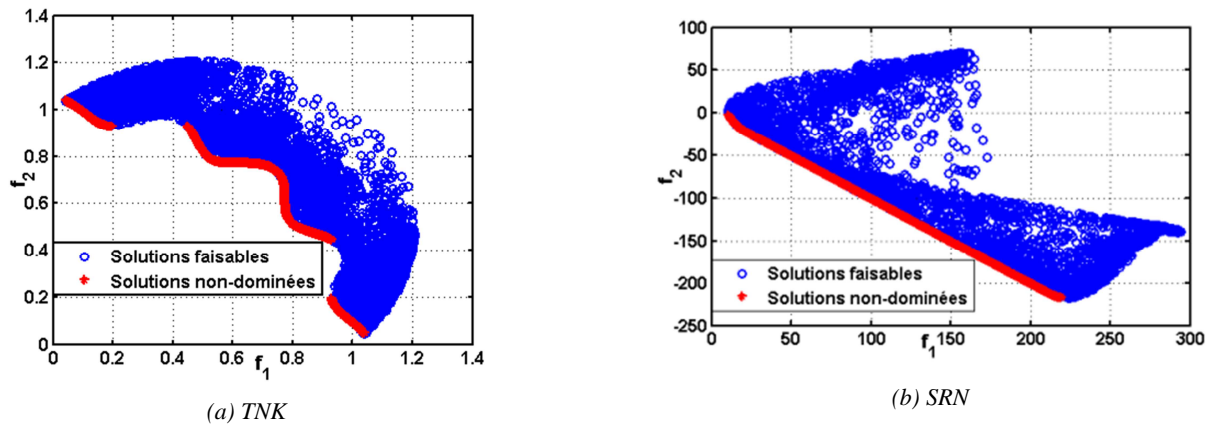 1.4
1.2
1
0.8
0.6
0.4
0.2
0
f2
Solutions faisables
Solutions non-dominées
0 0.2 0.4 0.6 0.8 1 1.2 1.4
f1
(a) TNK
100
50
0
-50
-100
-150
-200
-250
f2
Solutions faisables
Solutions non-dominées
0 50 100 150 200 250 300
f1
(b) SRN